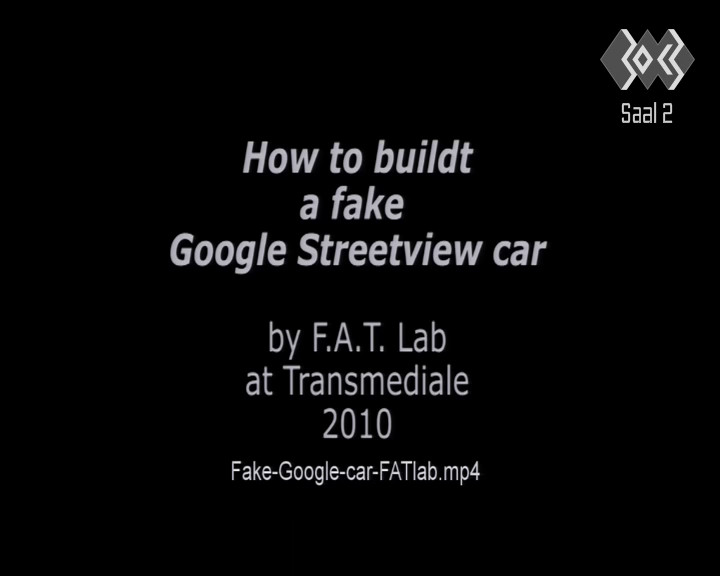 Saal 2
How to buildt
a fake
Google Streetview car
by F.A.T. Lab
at Transmediale
2010
Fake-Google-car-FATlab.mp4